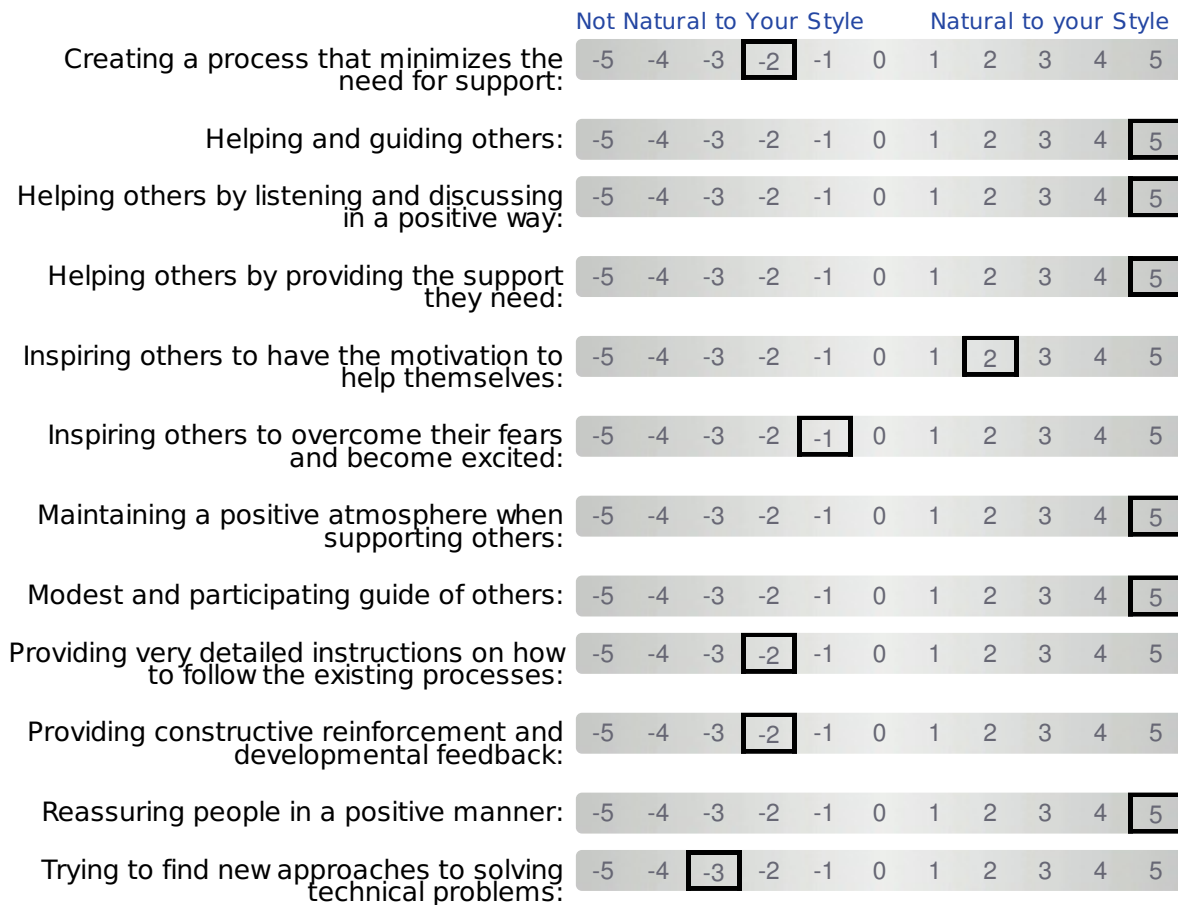 Not Natural to Your Style Natural to your Style
Creating a process that minimizes the -5 -4 -3 -2 -1 0 1 2 3 4 5
need for support:
Helping and guiding others: -5 -4 -3 -2 -1 0 1 2 3 4 5
Helping others by listening and discussing -5 -4 -3 -2 -1 0 1 2 3 4 5
in a positive way:
Helping others by providing the support -5 -4 -3 -2 -1 0 1 2 3 4 5
they need:
Inspiring others to have the motivation to -5 -4 -3 -2 -1 0 1 2 3 4 5
help themselves:
Inspiring others to overcome their fears -5 -4 -3 -2 -1 0 1 2 3 4 5
and become excited:
Maintaining a positive atmosphere when -5 -4 -3 -2 -1 0 1 2 3 4 5
supporting others:
Modest and participating guide of others: -5 -4 -3 -2 -1 0 1 2 3 4 5
Providing very detailed instructions on how -5 -4 -3 -2 -1 0 1 2 3 4 5
to follow the existing processes:
Providing constructive reinforcement and -5 -4 -3 -2 -1 0 1 2 3 4 5
developmental feedback:
Reassuring people in a positive manner: -5 -4 -3 -2 -1 0 1 2 3 4 5
Trying to find new approaches to solving -5 -4 -3 -2 -1 0 1 2 3 4 5
technical problems: